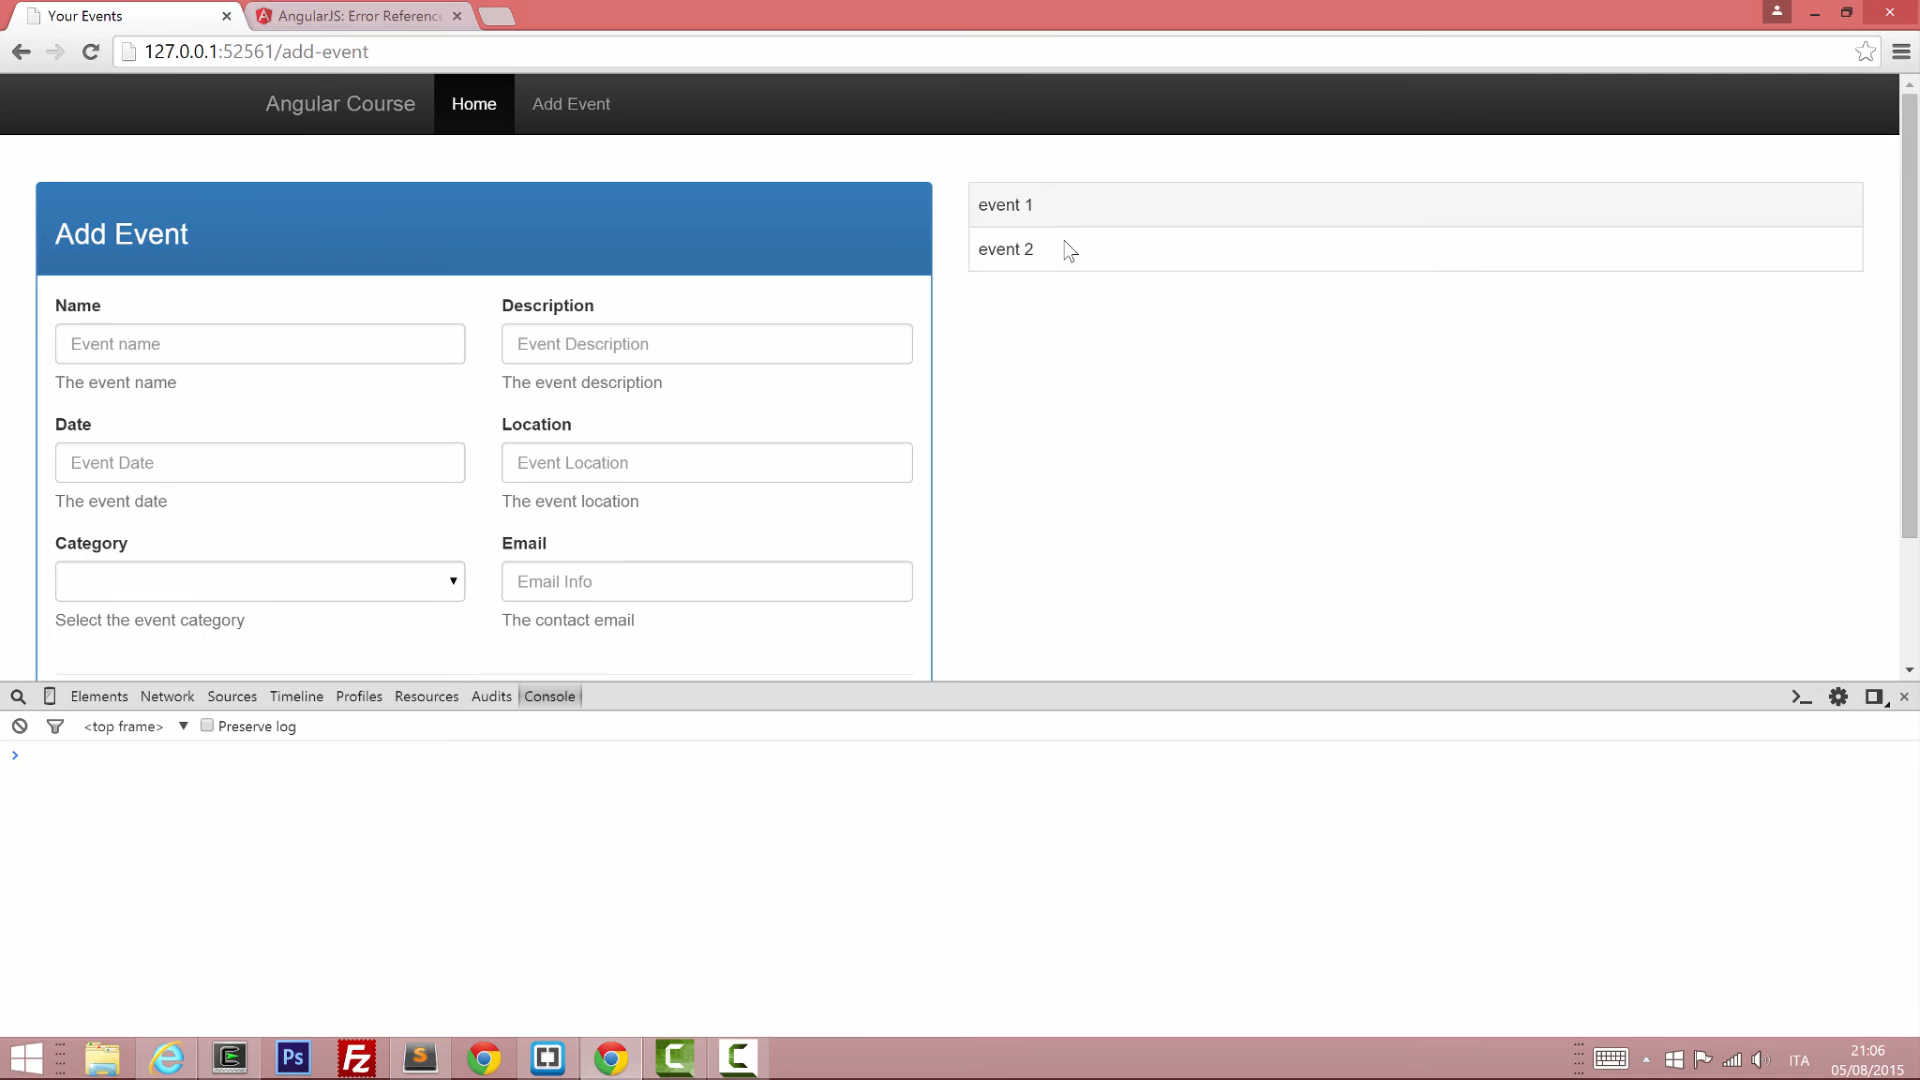 Your Events
AngularJS: Error Reference
127.0.0.1:52561/add-event
Angular Course Home Add Event
Add Event
event 1
event 2
Name Description
Event name Event Description
The event name The event description
Date Location
Event Date Event Location
The event date The event location
Category Email
Email Info
Select the event category The contact email
Elements Network Sources Timeline Profiles Resources Audits Console
<top frame> Preserve log
Ps
Fz
S
C
C
ITA
21:06
05/08/2015